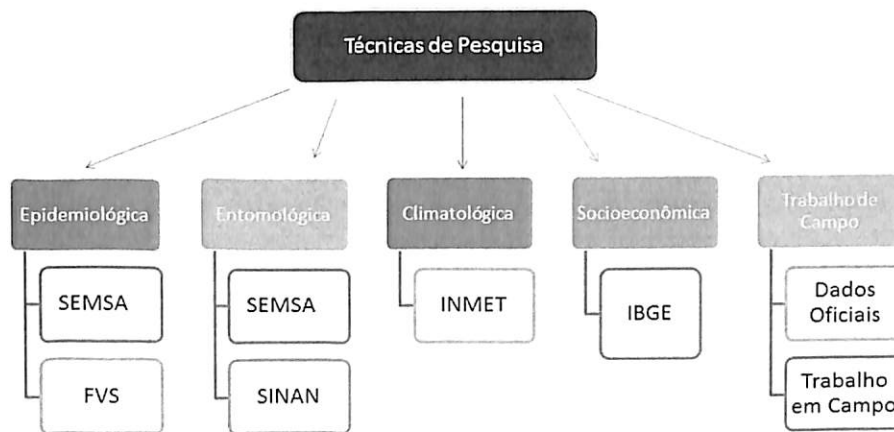 Técnicas de Pesquisa
Epidemiológica
Entomológica
Climatológica
Socioeconômica
Trabalho de
Campo
SEMSA
FVS
SEMSA
SINAN
INMET
IBGE
Dados
Oficiais
Trabalho
em Campo